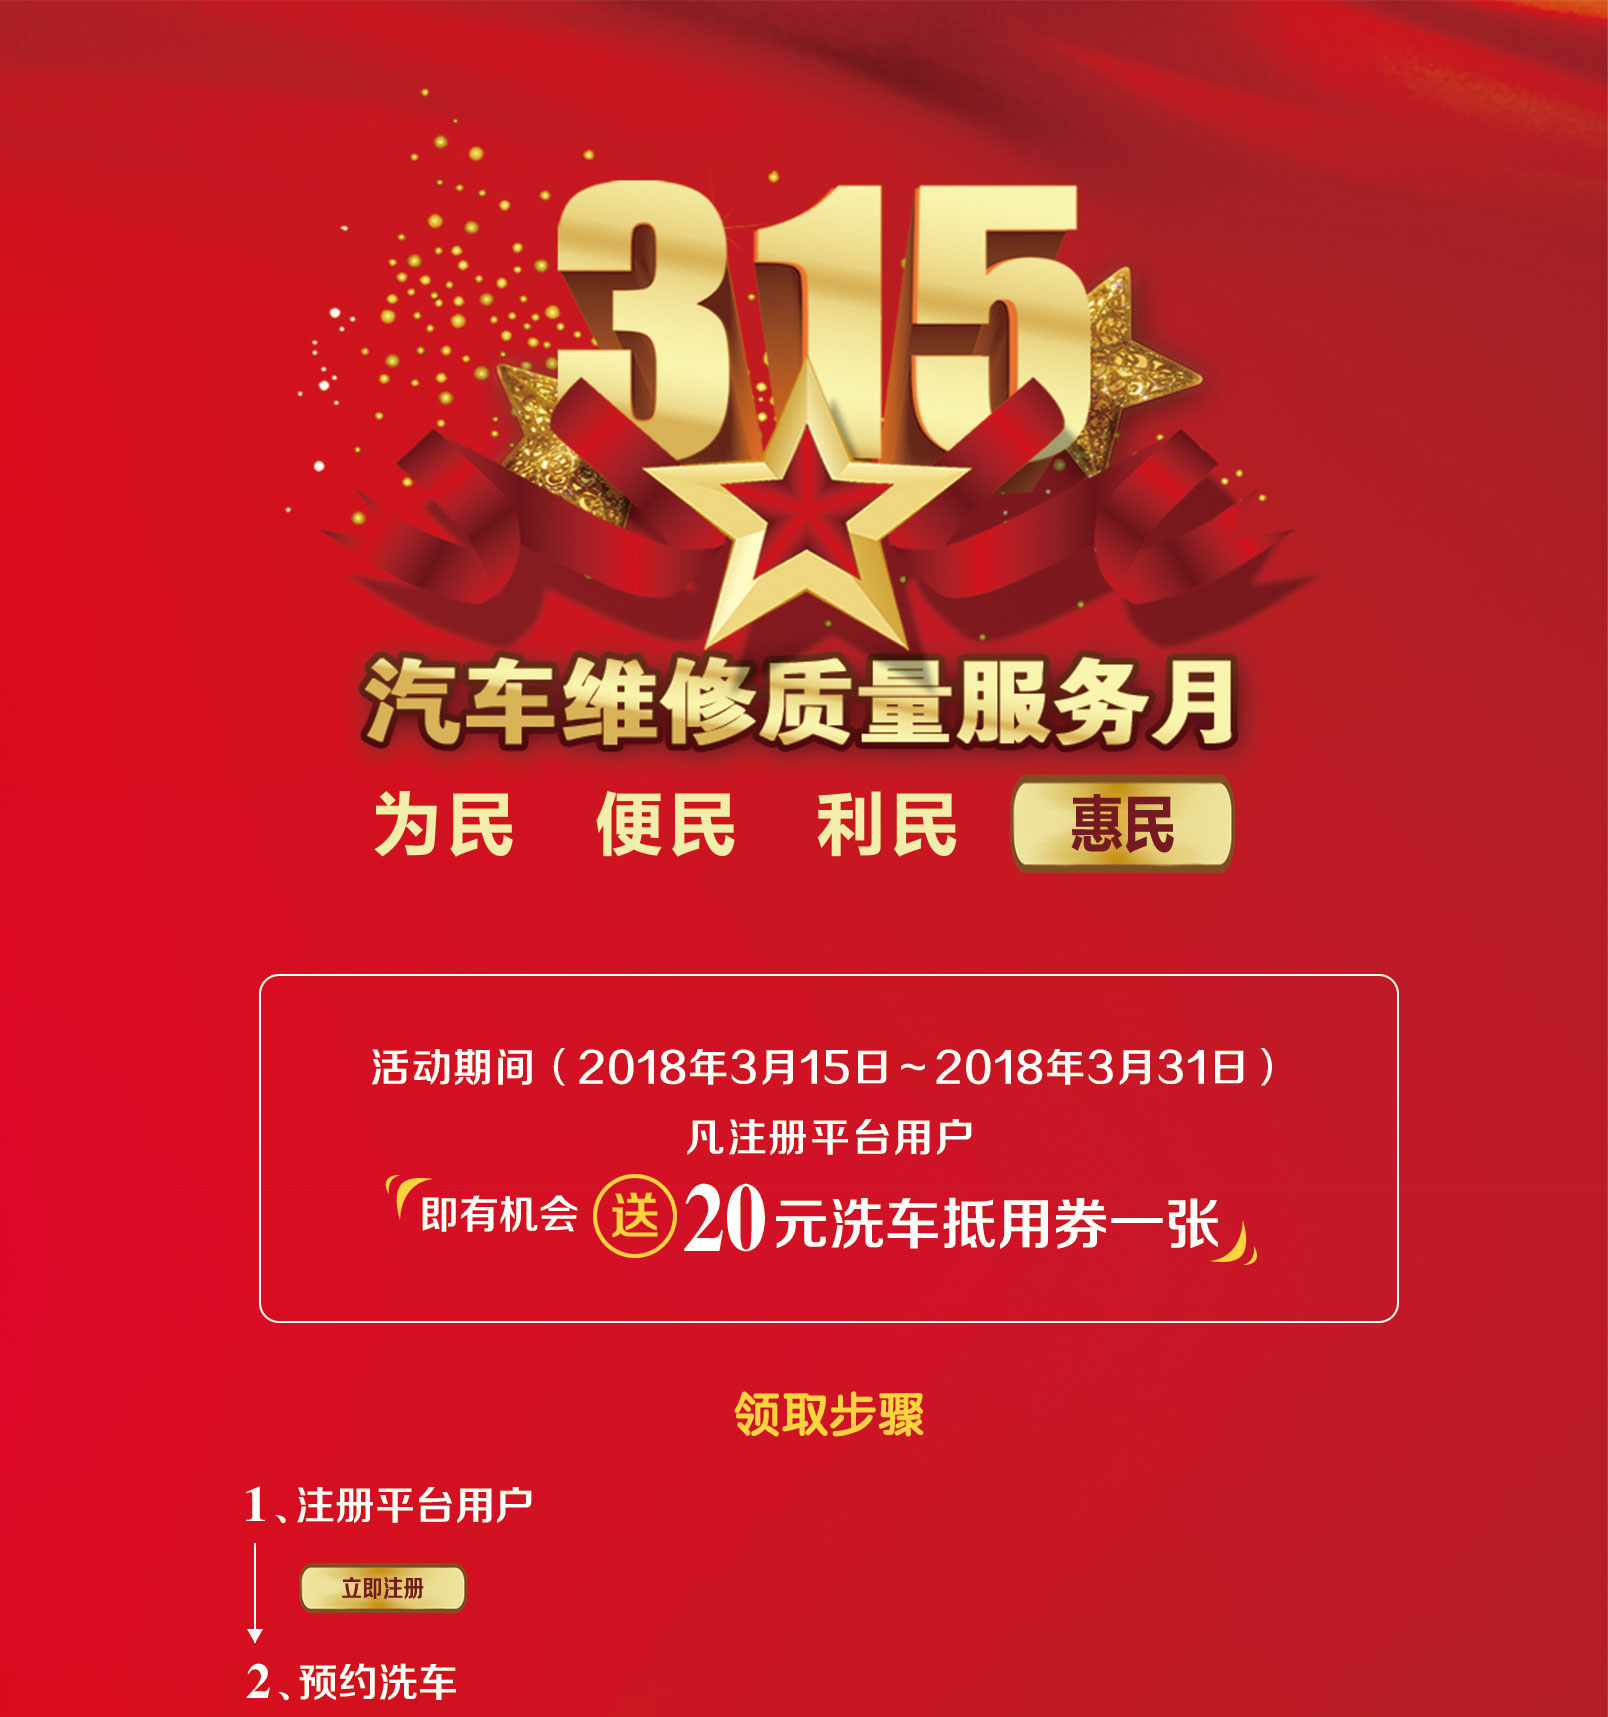 315
汽车维修质量服务月
为民 便民 利民 惠民
活动期间（2018年3月15日～2018年3月31日）
凡注册平台用户
即有机会 送 20元洗车抵用券一张
领取步骤
1、注册平台用户
立即注册
2、预约洗车